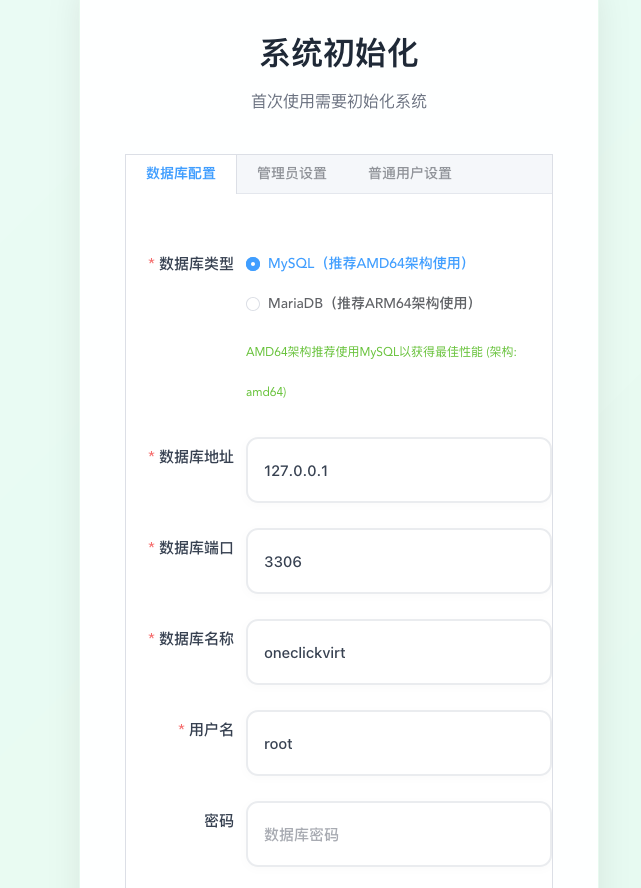 系统初始化
首次使用需要初始化系统
数据库配置 管理员设置 普通用户设置
* 数据库类型 MySQL（推荐AMD64架构使用）
MariaDB（推荐ARM64架构使用）
AMD64架构推荐使用MySQL以获得最佳性能 (架构:
amd64)
* 数据库地址 127.0.0.1
* 数据库端口 3306
* 数据库名称 oneclickvirt
* 用户名 root
密码 数据库密码